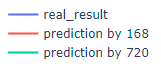 real_result
prediction by 168
prediction by 720